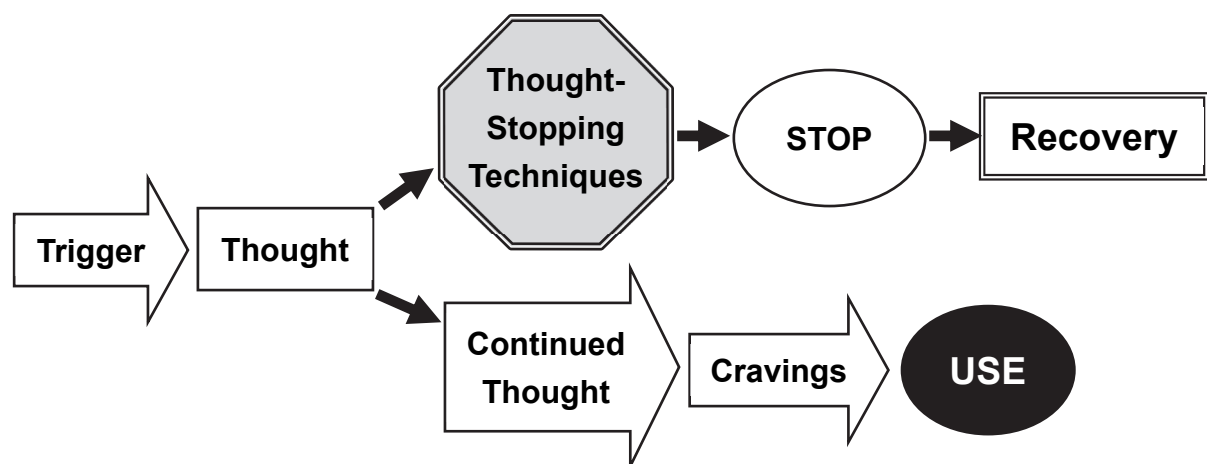 Trigger
Thought
Thought-
Stopping
Techniques
STOP
Recovery
Continued
Thought
Cravings
USE